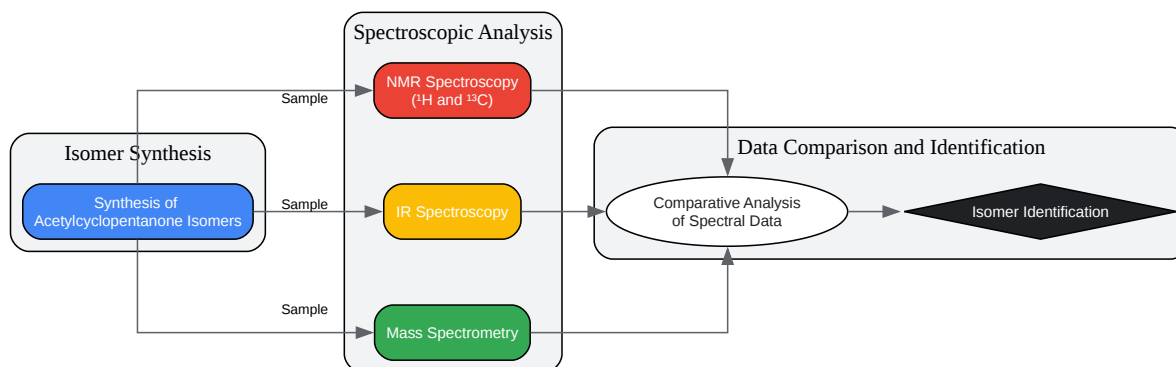 Spectroscopic Analysis
NMR Spectroscopy
(¹H and ¹³C)
Sample
Isomer Synthesis
Data Comparison and Identification
Synthesis of
Acetylcyclopentanone Isomers
Sample
IR Spectroscopy
Comparative Analysis
of Spectral Data
Isomer Identification
Sample
Mass Spectrometry